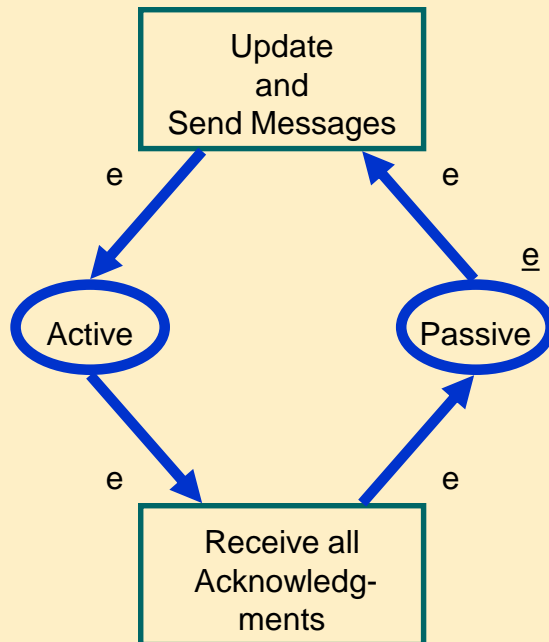 Update
and
Send Messages
e
e
e
Active
Passive
e
e
Receive all
Acknowledg-
ments